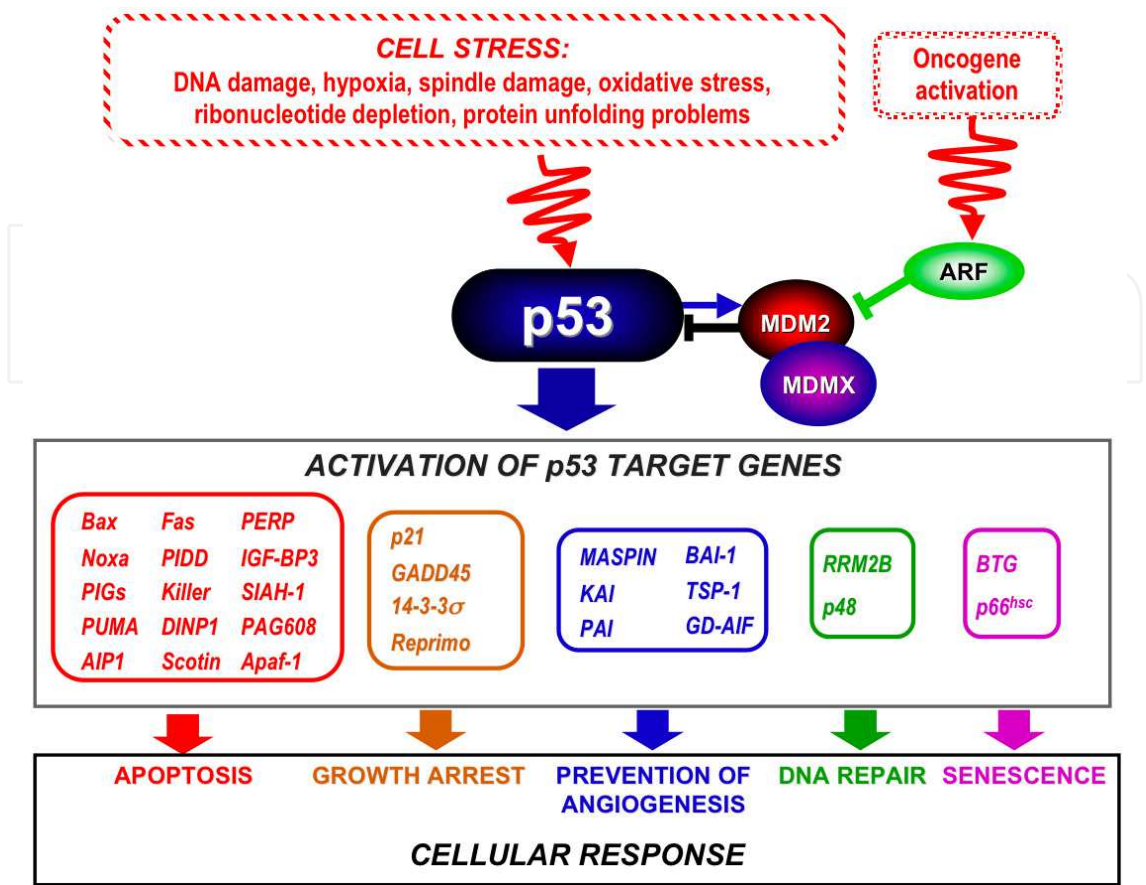 CELL STRESS:
DNA damage, hypoxia, spindle damage, oxidative stress,
ribonucleotide depletion, protein unfolding problems
Oncogene
activation
ARF
p53
MDM2
MDMX
ACTIVATION OF p53 TARGET GENES
Bax Fas PERP
Noxa PIDD IGF-BP3
PIGs Killer SIAH-1
PUMA DINP1 PAG608
AIP1 Scotin Apaf-1
p21
GADD45
14-3-3σ
Reprimo
MASPIN BAI-1
KAI TSP-1
PAI GD-AIF
RRM2B
p48
BTG
p66hsc
APOPTOSIS
GROWTH ARREST
PREVENTION OF
ANGIOGENESIS
DNA REPAIR
SENESCENCE
CELLULAR RESPONSE